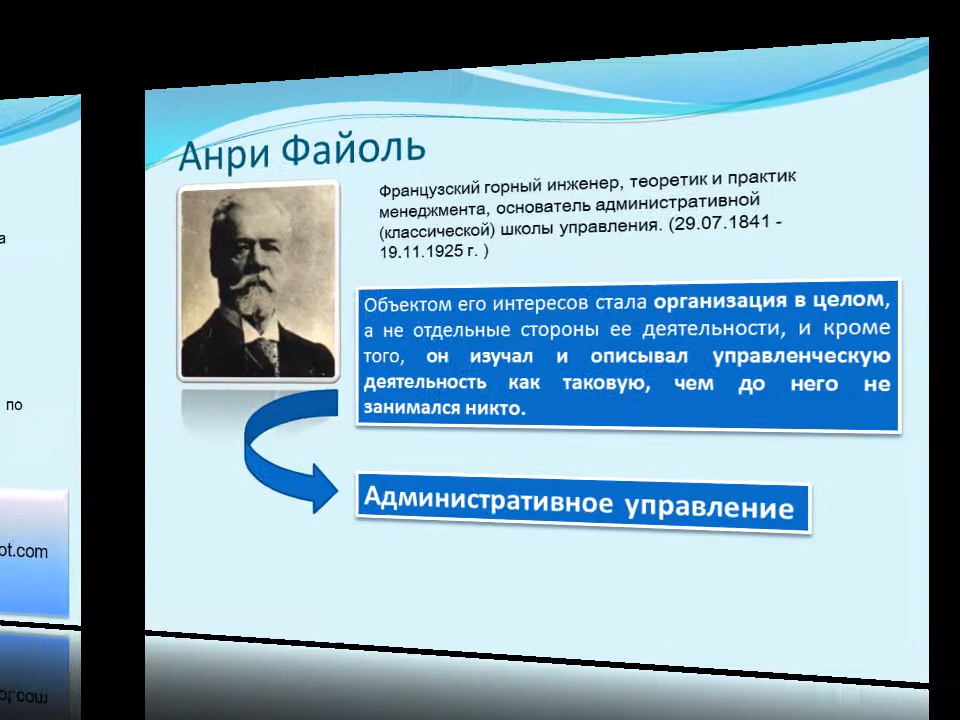 Анри Файоль
Французский горный инженер, теоретик и практик
менеджмента, основатель административной
(классической) школы управления. (29.07.1841 -
19.11.1925 г. )
Объектом его интересов стала организация в целом,
а не отдельные стороны ее деятельности, и кроме
того, он изучал и описывал управленческую
деятельность как таковую, чем до него не
занимался никто.
Административное управление
а
по
ot.com